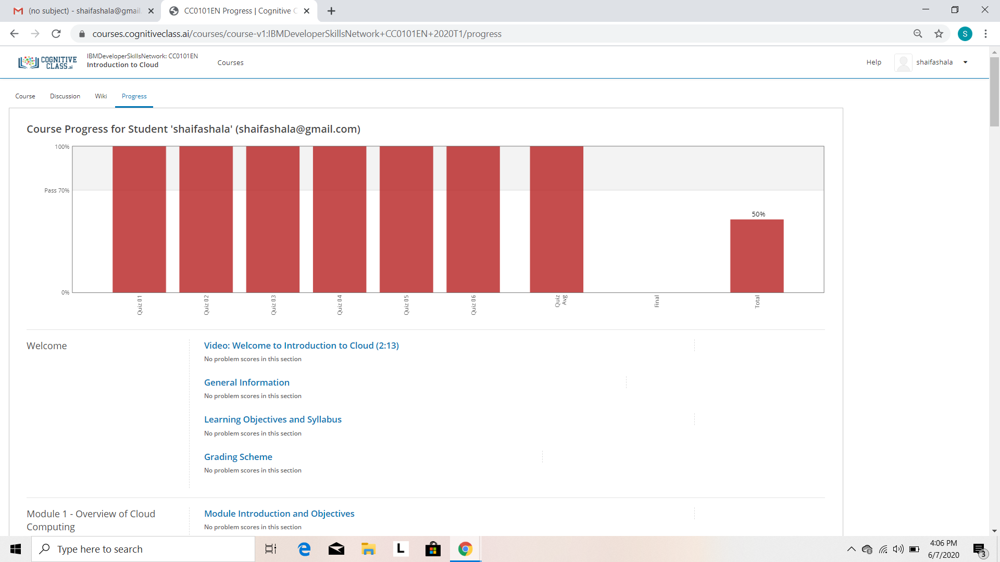 (no subject) - shaifashala@gmail.
CC0101EN Progress | Cognitive C
courses.cognitiveclass.ai/courses/course-v1:IBMDeveloperSkillsNetwork+CC0101EN+2020T1/progress
S
COGNITIVE
CLASS.ai
IBMDeveloperSkillsNetwork: CC0101EN
Introduction to Cloud
Courses
Help
shaifashala
Course
Discussion
Wiki
Progress
Course Progress for Student 'shaifashala' (shaifashala@gmail.com)
100%
Pass 70%
0%
50%
Quiz 01
Quiz 02
Quiz 03
Quiz 04
Quiz 05
Quiz 06
Quiz
Avg
Final
Total
Welcome
Video: Welcome to Introduction to Cloud (2:13)
No problem scores in this section
General Information
No problem scores in this section
Learning Objectives and Syllabus
No problem scores in this section
Grading Scheme
No problem scores in this section
Module 1 - Overview of Cloud
Computing
Module Introduction and Objectives
No problem scores in this section
Type here to search
L
4:06 PM
6/7/2020
3